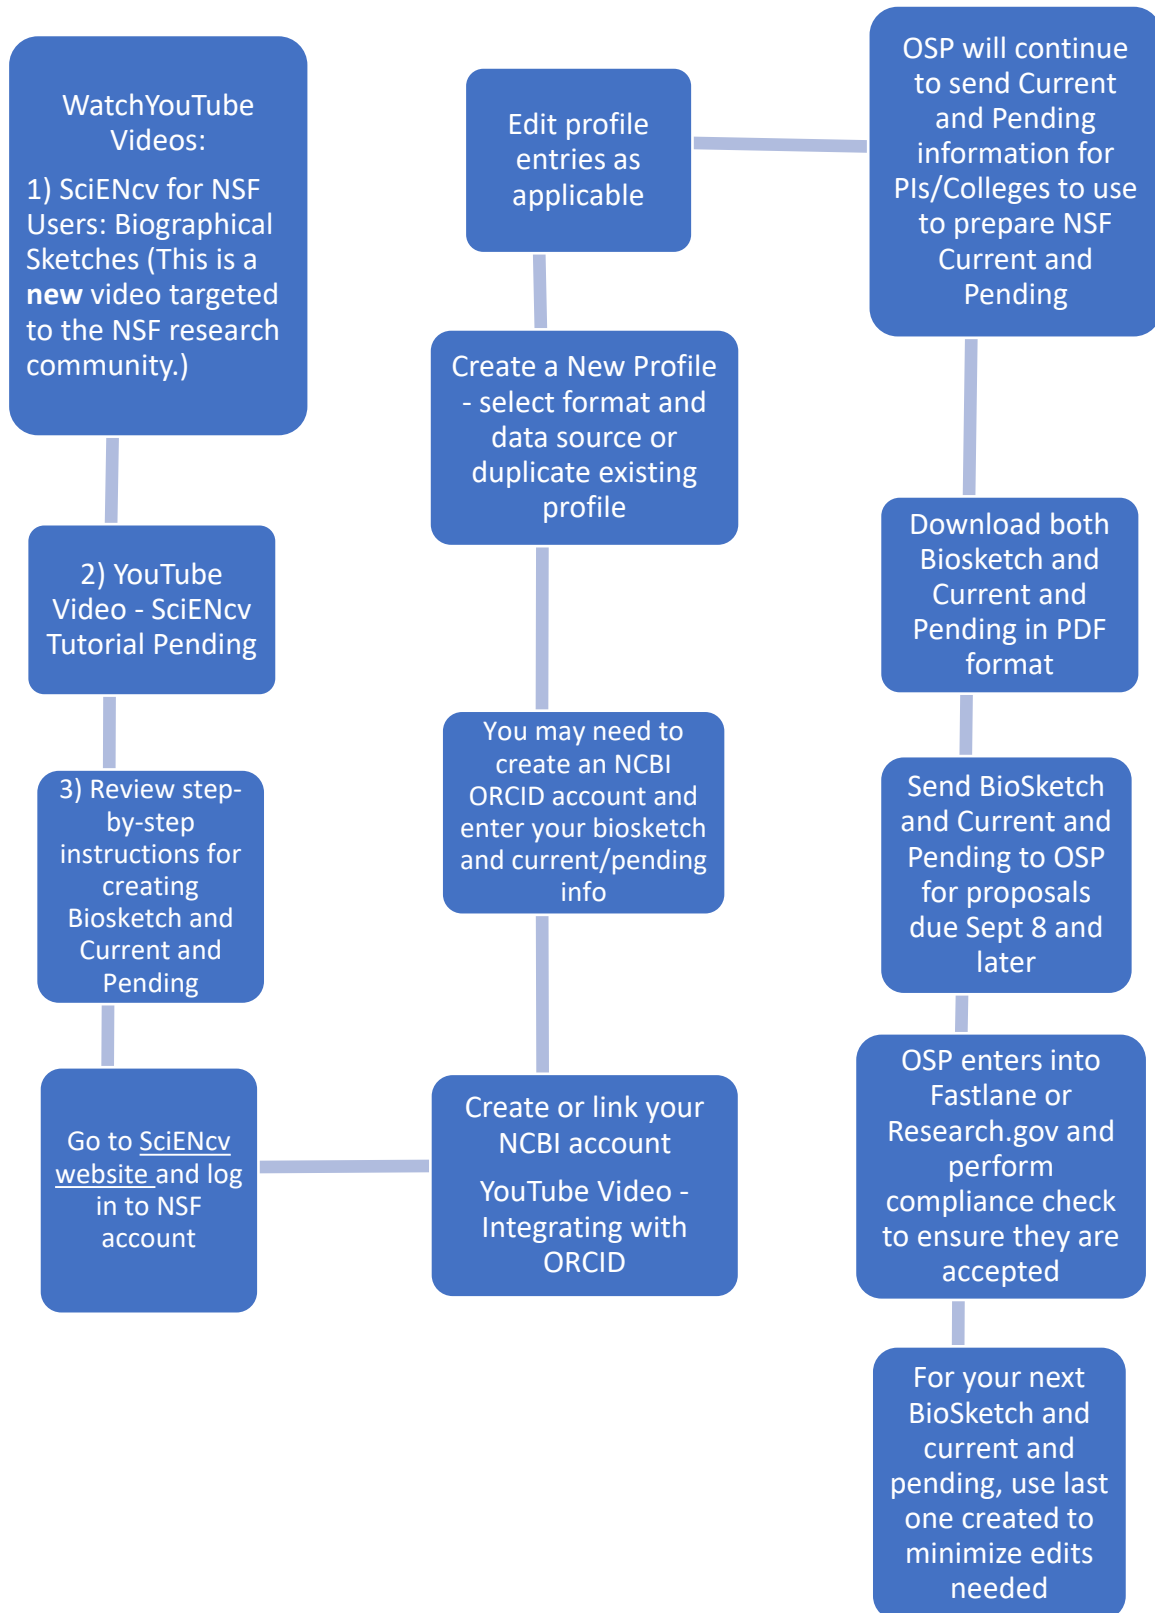 WatchYouTube
Videos:
1) SciENcv for NSF
Users: Biographical
Sketches (This is a
new video targeted
to the NSF research
community.)
2) YouTube
Video - SciENcv
Tutorial Pending
3) Review step-
by-step
instructions for
creating
Biosketch and
Current and
Pending
Go to SciENcv
website and log
in to NSF
account
Create or link your
NCBI account
YouTube Video -
Integrating with
ORCID
You may need to
create an NCBI
ORCID account and
enter your biosketch
and current/pending
info
Create a New Profile
- select format and
data source or
duplicate existing
profile
Edit profile
entries as
applicable
OSP will continue
to send Current
and Pending
information for
PIs/Colleges to use
to prepare NSF
Current and
Pending
Download both
Biosketch and
Current and
Pending in PDF
format
Send BioSketch
and Current and
Pending to OSP
for proposals
due Sept 8 and
later
OSP enters into
Fastlane or
Research.gov and
perform
compliance check
to ensure they are
accepted
For your next
BioSketch and
current and
pending, use last
one created to
minimize edits
needed